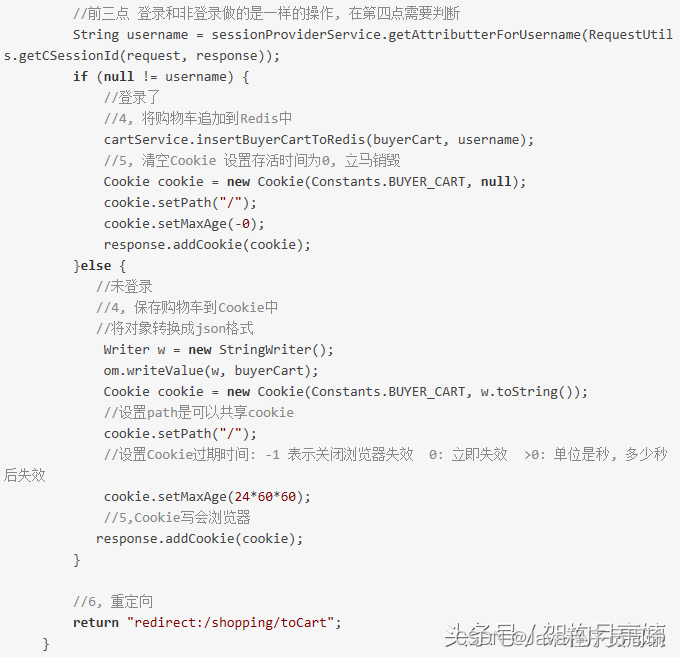 //前三点 登录和非登录做的是一样的操作, 在第四点需要判断
String username = sessionProviderService.getAttributterForUsername(RequestUtil
s.getCSessionId(request, response));
if (null != username) {
//登录了
//4, 将购物车追加到Redis中
cartService.insertBuyerCartToRedis(buyerCart, username);
//5, 清空Cookie 设置存活时间为0, 立马销毁
Cookie cookie = new Cookie(Constants.BUYER_CART, null);
cookie.setPath("/");
cookie.setMaxAge(-0);
response.addCookie(cookie);
}else {
//未登录
//4, 保存购物车到Cookie中
//将对象转换成json格式
Writer w = new StringWriter();
om.writeValue(w, buyerCart);
Cookie cookie = new Cookie(Constants.BUYER_CART, w.toString());
//设置path是可以共享cookie
cookie.setPath("/");
//设置Cookie过期时间: -1 表示关闭浏览器失效  0: 立即失效  >0: 单位是秒, 多少秒
后失效
cookie.setMaxAge(24*60*60);
//5,Cookie写会浏览器
response.addCookie(cookie);
}
//6, 重定向
return "redirect:/shopping/toCart";
}
头条号 / 架构